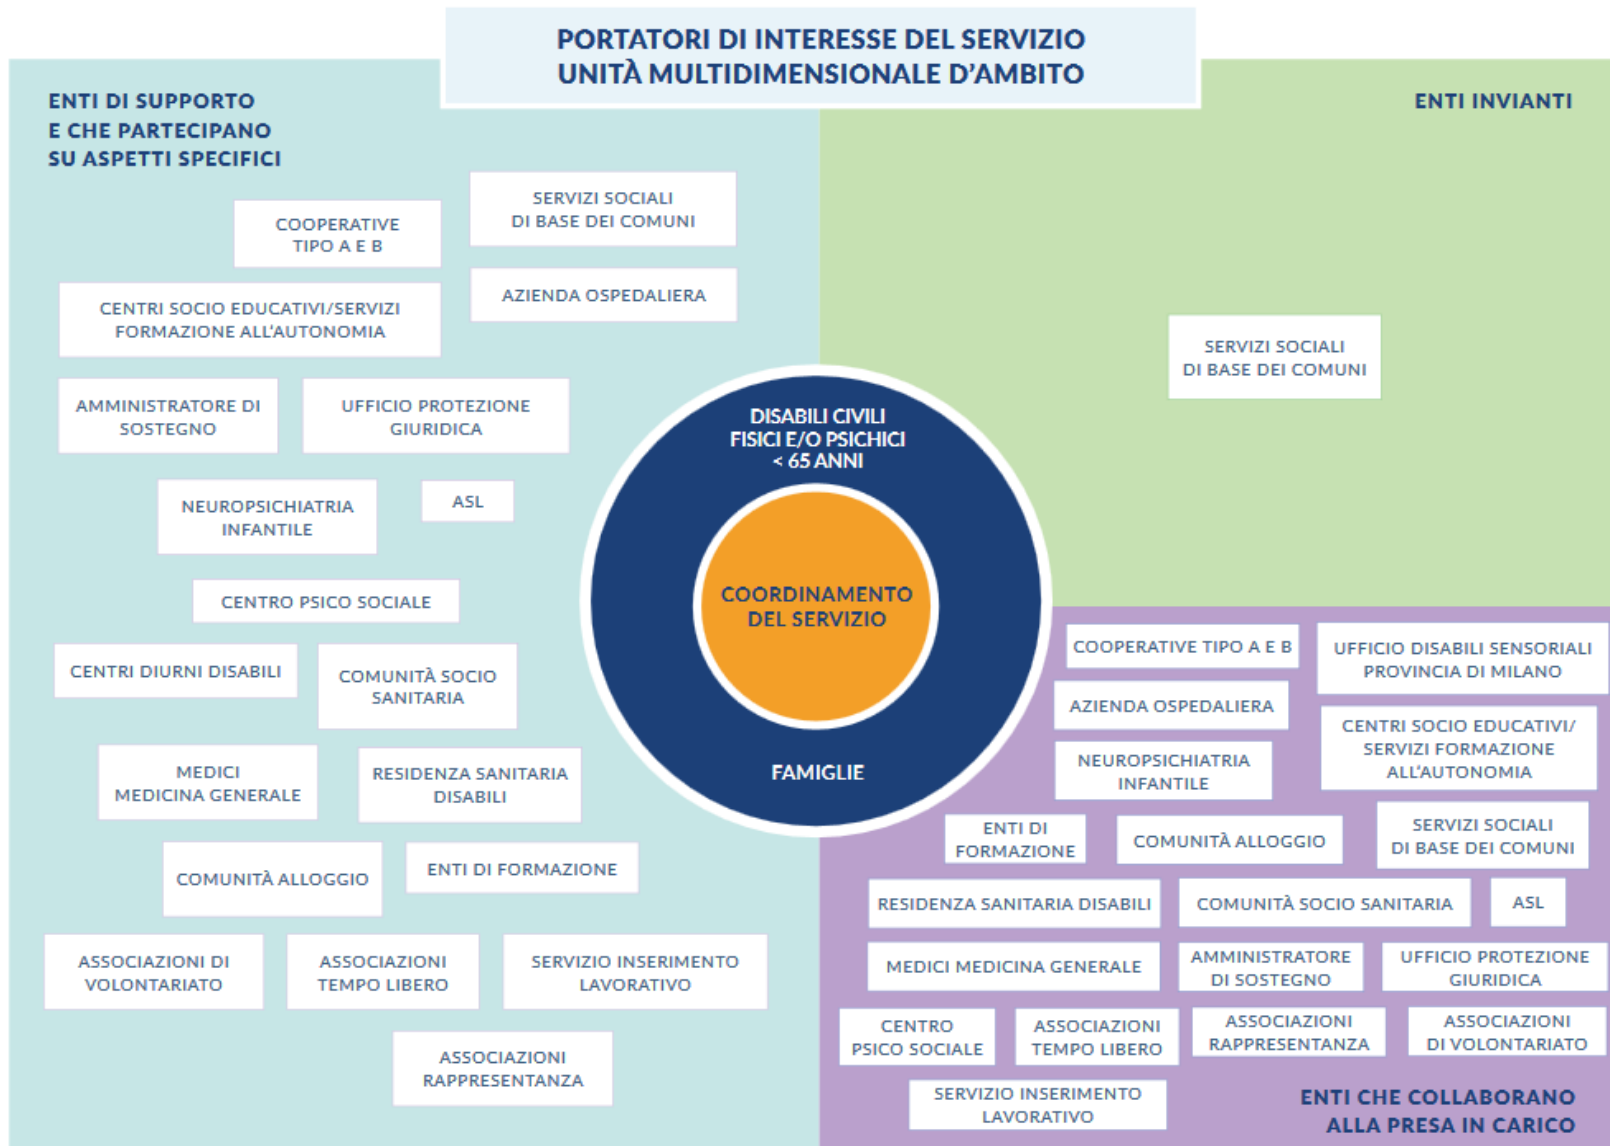 PORTATORI DI INTERESSE DEL SERVIZIO
UNITÀ MULTIDIMENSIONALE D'AMBITO
ENTI DI SUPPORTO
E CHE PARTECIPANO
SU ASPETTI SPECIFICI
COOPERATIVE
TIPO A E B
SERVIZI SOCIALI
DI BASE DEI COMUNI
CENTRI SOCIO EDUCATIVI/SERVIZI
FORMAZIONE ALL'AUTONOMIA
AZIENDA OSPEDALIERA
AMMINISTRATORE DI
SOSTEGNO
UFFICIO PROTEZIONE
GIURIDICA
NEUROPSICHIATRIA
INFANTILE
ASL
CENTRO PSICO SOCIALE
CENTRI DIURNI DISABILI
COMUNITÀ SOCIO
SANITARIA
MEDICI
MEDICINA GENERALE
RESIDENZA SANITARIA
DISABILI
COMUNITÀ ALLOGGIO
ENTI DI FORMAZIONE
ASSOCIAZIONI DI
VOLONTARIATO
ASSOCIAZIONI
TEMPO LIBERO
SERVIZIO INSERIMENTO
LAVORATIVO
ASSOCIAZIONI
RAPPRESENTANZA
DISABILI CIVILI
FISICI E/O PSICHICI
< 65 ANNI
COORDINAMENTO
DEL SERVIZIO
FAMIGLIE
ENTI INVIANTI
SERVIZI SOCIALI
DI BASE DEI COMUNI
COOPERATIVE TIPO A E B
UFFICIO DISABILI SENSORIALI
PROVINCIA DI MILANO
AZIENDA OSPEDALIERA
CENTRI SOCIO EDUCATIVI/
SERVIZI FORMAZIONE
ALL'AUTONOMIA
NEUROPSICHIATRIA
INFANTILE
ENTI DI
FORMAZIONE
COMUNITÀ ALLOGGIO
SERVIZI SOCIALI
DI BASE DEI COMUNI
RESIDENZA SANITARIA DISABILI
COMUNITÀ SOCIO SANITARIA
ASL
MEDICI MEDICINA GENERALE
AMMINISTRATORE
DI SOSTEGNO
UFFICIO PROTEZIONE
GIURIDICA
CENTRO
PSICO SOCIALE
ASSOCIAZIONI
TEMPO LIBERO
ASSOCIAZIONI
RAPPRESENTANZA
ASSOCIAZIONI
DI VOLONTARIATO
SERVIZIO INSERIMENTO
LAVORATIVO
ENTI CHE COLLABORANO
ALLA PRESA IN CARICO